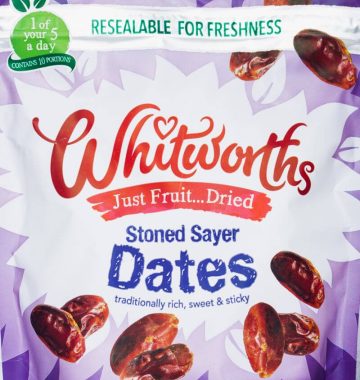 RESEALABLE FOR FRESHNESS
1 of
your 5
a day
CONTAINS 10 PORTIONS
Whitworths
Just Fruit...Dried
Stoned Sayer
Dates
traditionally rich, sweet & sticky